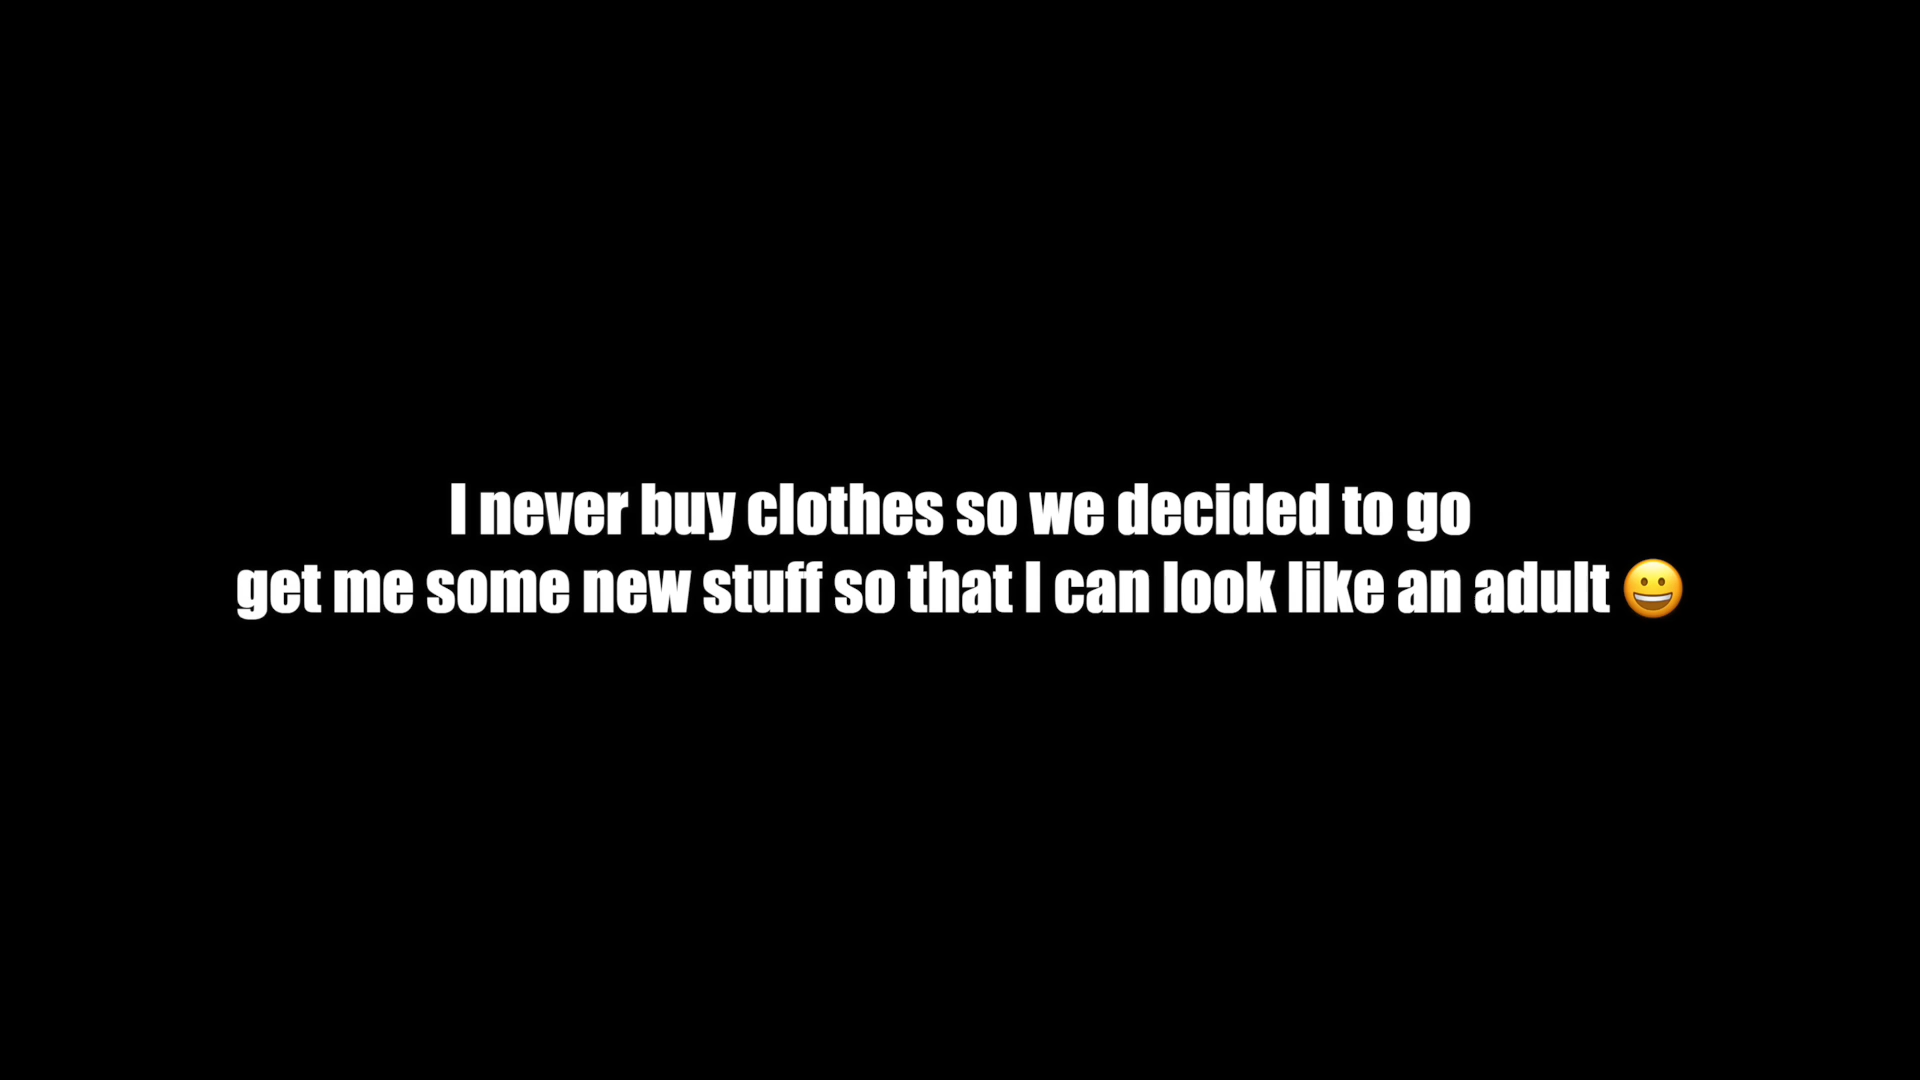 I never buy clothes so we decided to go
get me some new stuff so that I can look like an adult 😀